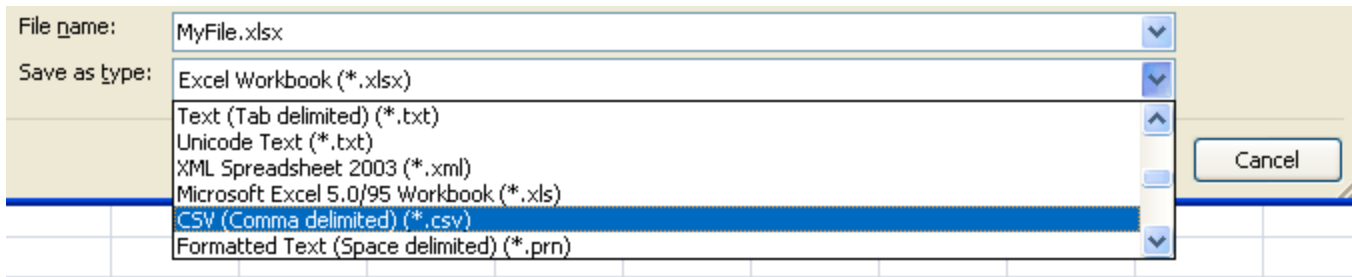 File name:
MyFile.xlsx
Save as type:
Excel Workbook (*.xlsx)
Text (Tab delimited) (*.txt)
Unicode Text (*.txt)
XML Spreadsheet 2003 (*.xml)
Microsoft Excel 5.0/95 Workbook (*.xls)
CSV (Comma delimited) (*.csv)
Formatted Text (Space delimited) (*.prn)
Cancel